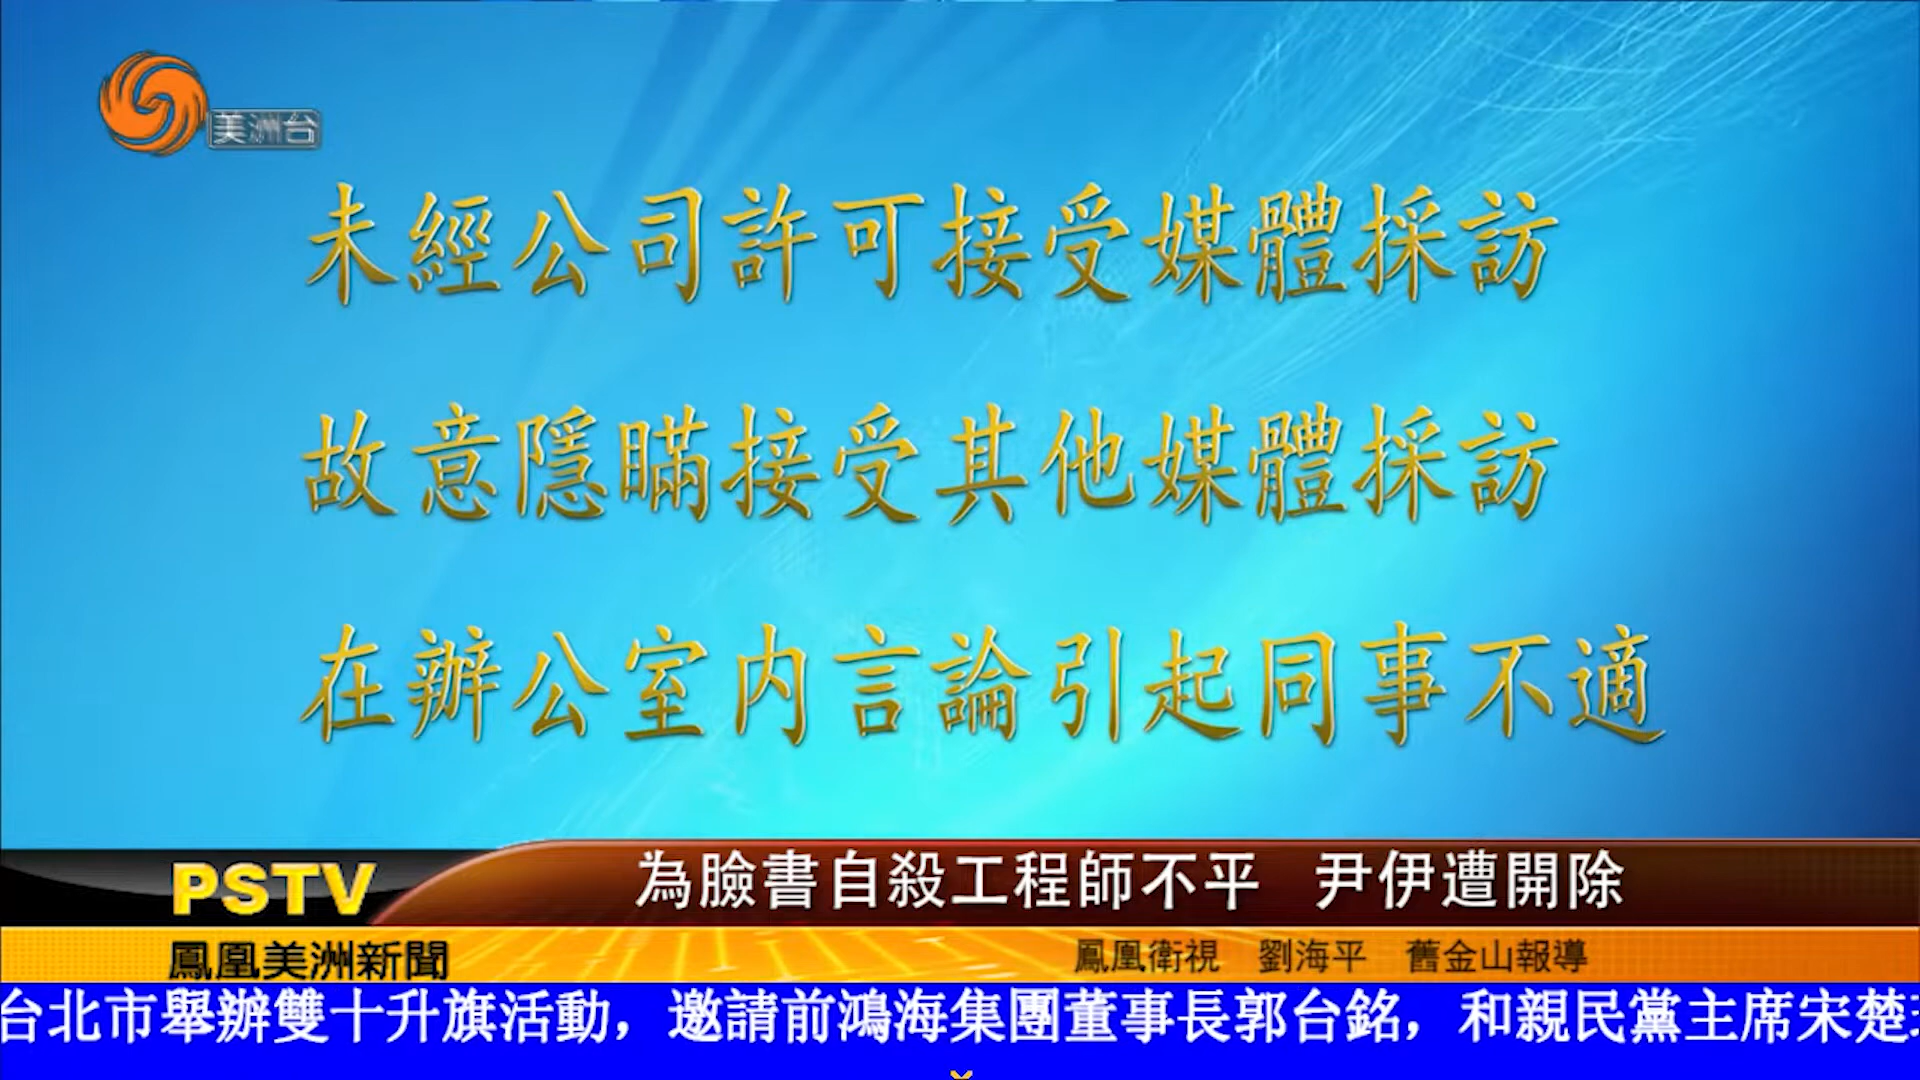 美洲台
未經公司許可接受媒體採訪
故意隱瞞接受其他媒體採訪
在辦公室内言論引起同事不適
PSTV
為臉書自殺工程師不平 尹伊遭開除
鳳凰美洲新聞
鳳凰衛視 劉海平 舊金山報導
台北市舉辦雙十升旗活動，邀請前鴻海集團董事長郭台銘，和親民黨主席宋楚